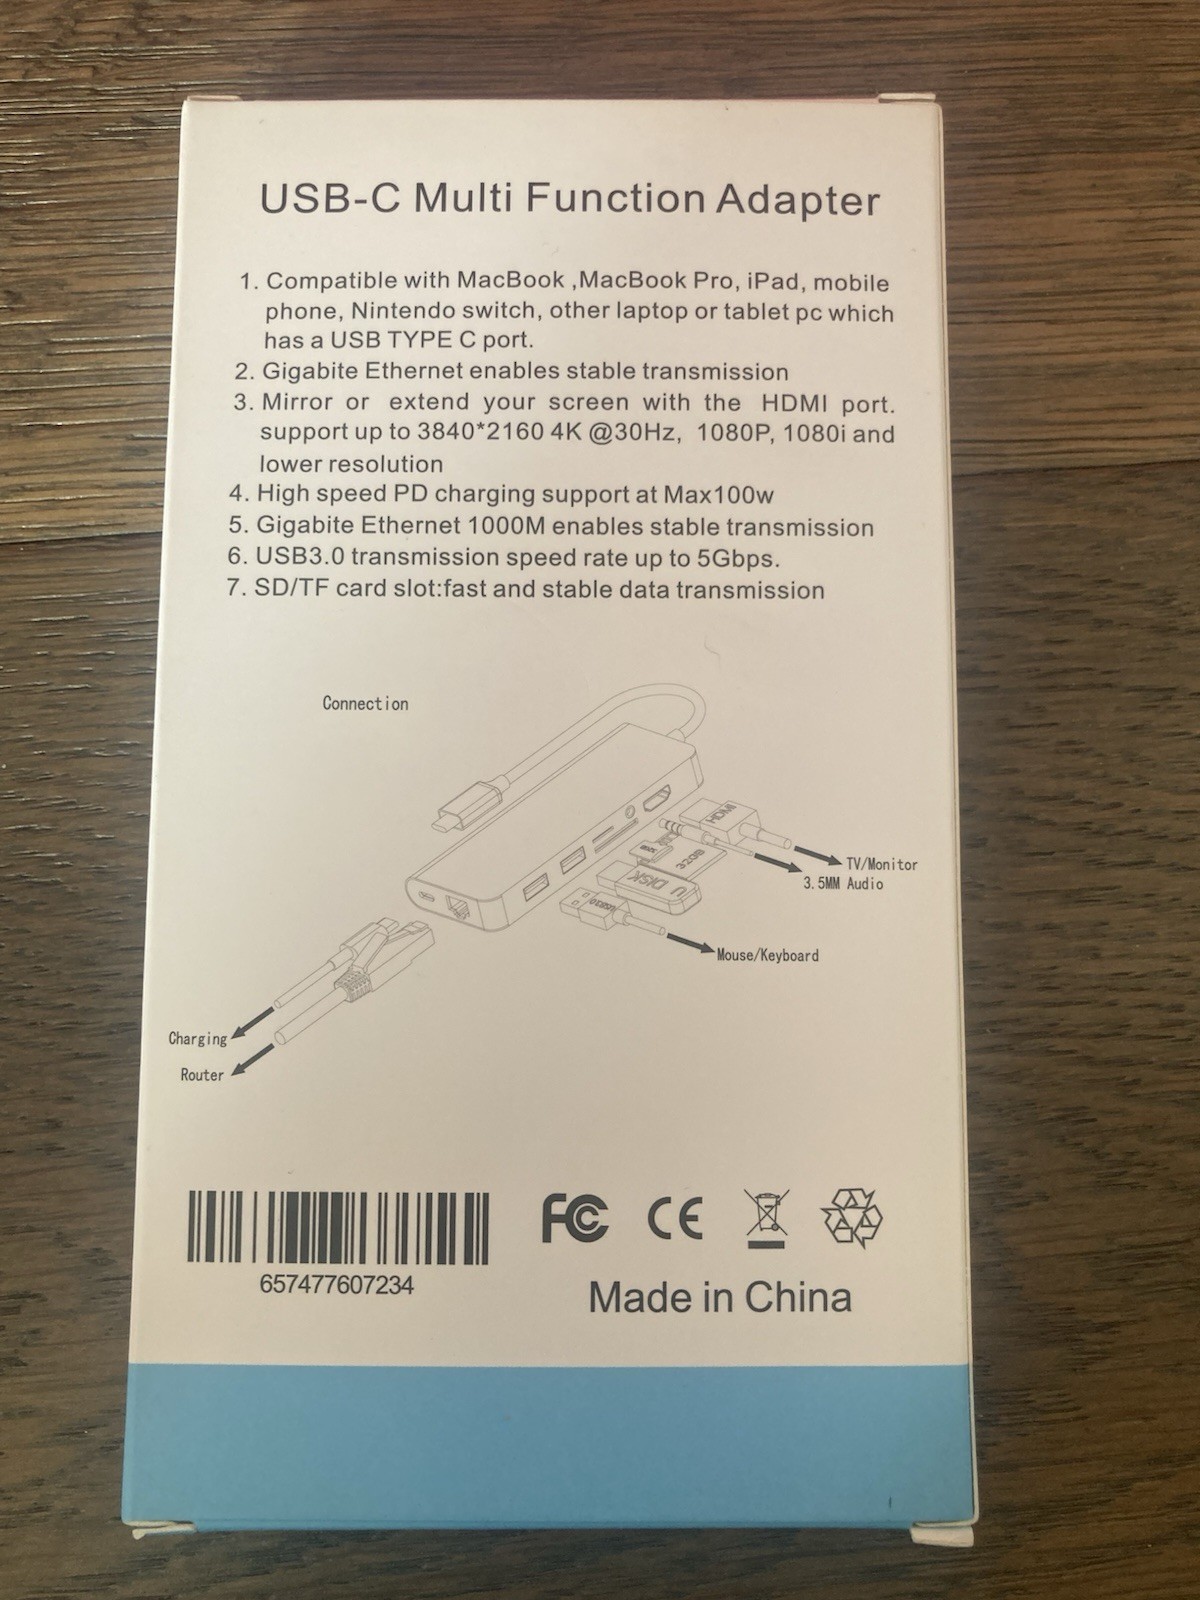 USB-C Multi Function Adapter
1. Compatible with MacBook ,MacBook Pro, iPad, mobile
phone, Nintendo switch, other laptop or tablet pc which
has a USB TYPE C port.
2. Gigabite Ethernet enables stable transmission
3. Mirror or extend your screen with the HDMI port.
support up to 3840*2160 4K @30Hz, 1080P, 1080i and
lower resolution
4. High speed PD charging support at Max100w
5. Gigabite Ethernet 1000M enables stable transmission
6. USB3.0 transmission speed rate up to 5Gbps.
7. SD/TF card slot:fast and stable data transmission
Connection
HDMI
TV/Monitor
3.5MM Audio
32GB
32GB
U DISK
USB3.0
Mouse/Keyboard
Charging
Router
657477607234
FC CE
Made in China